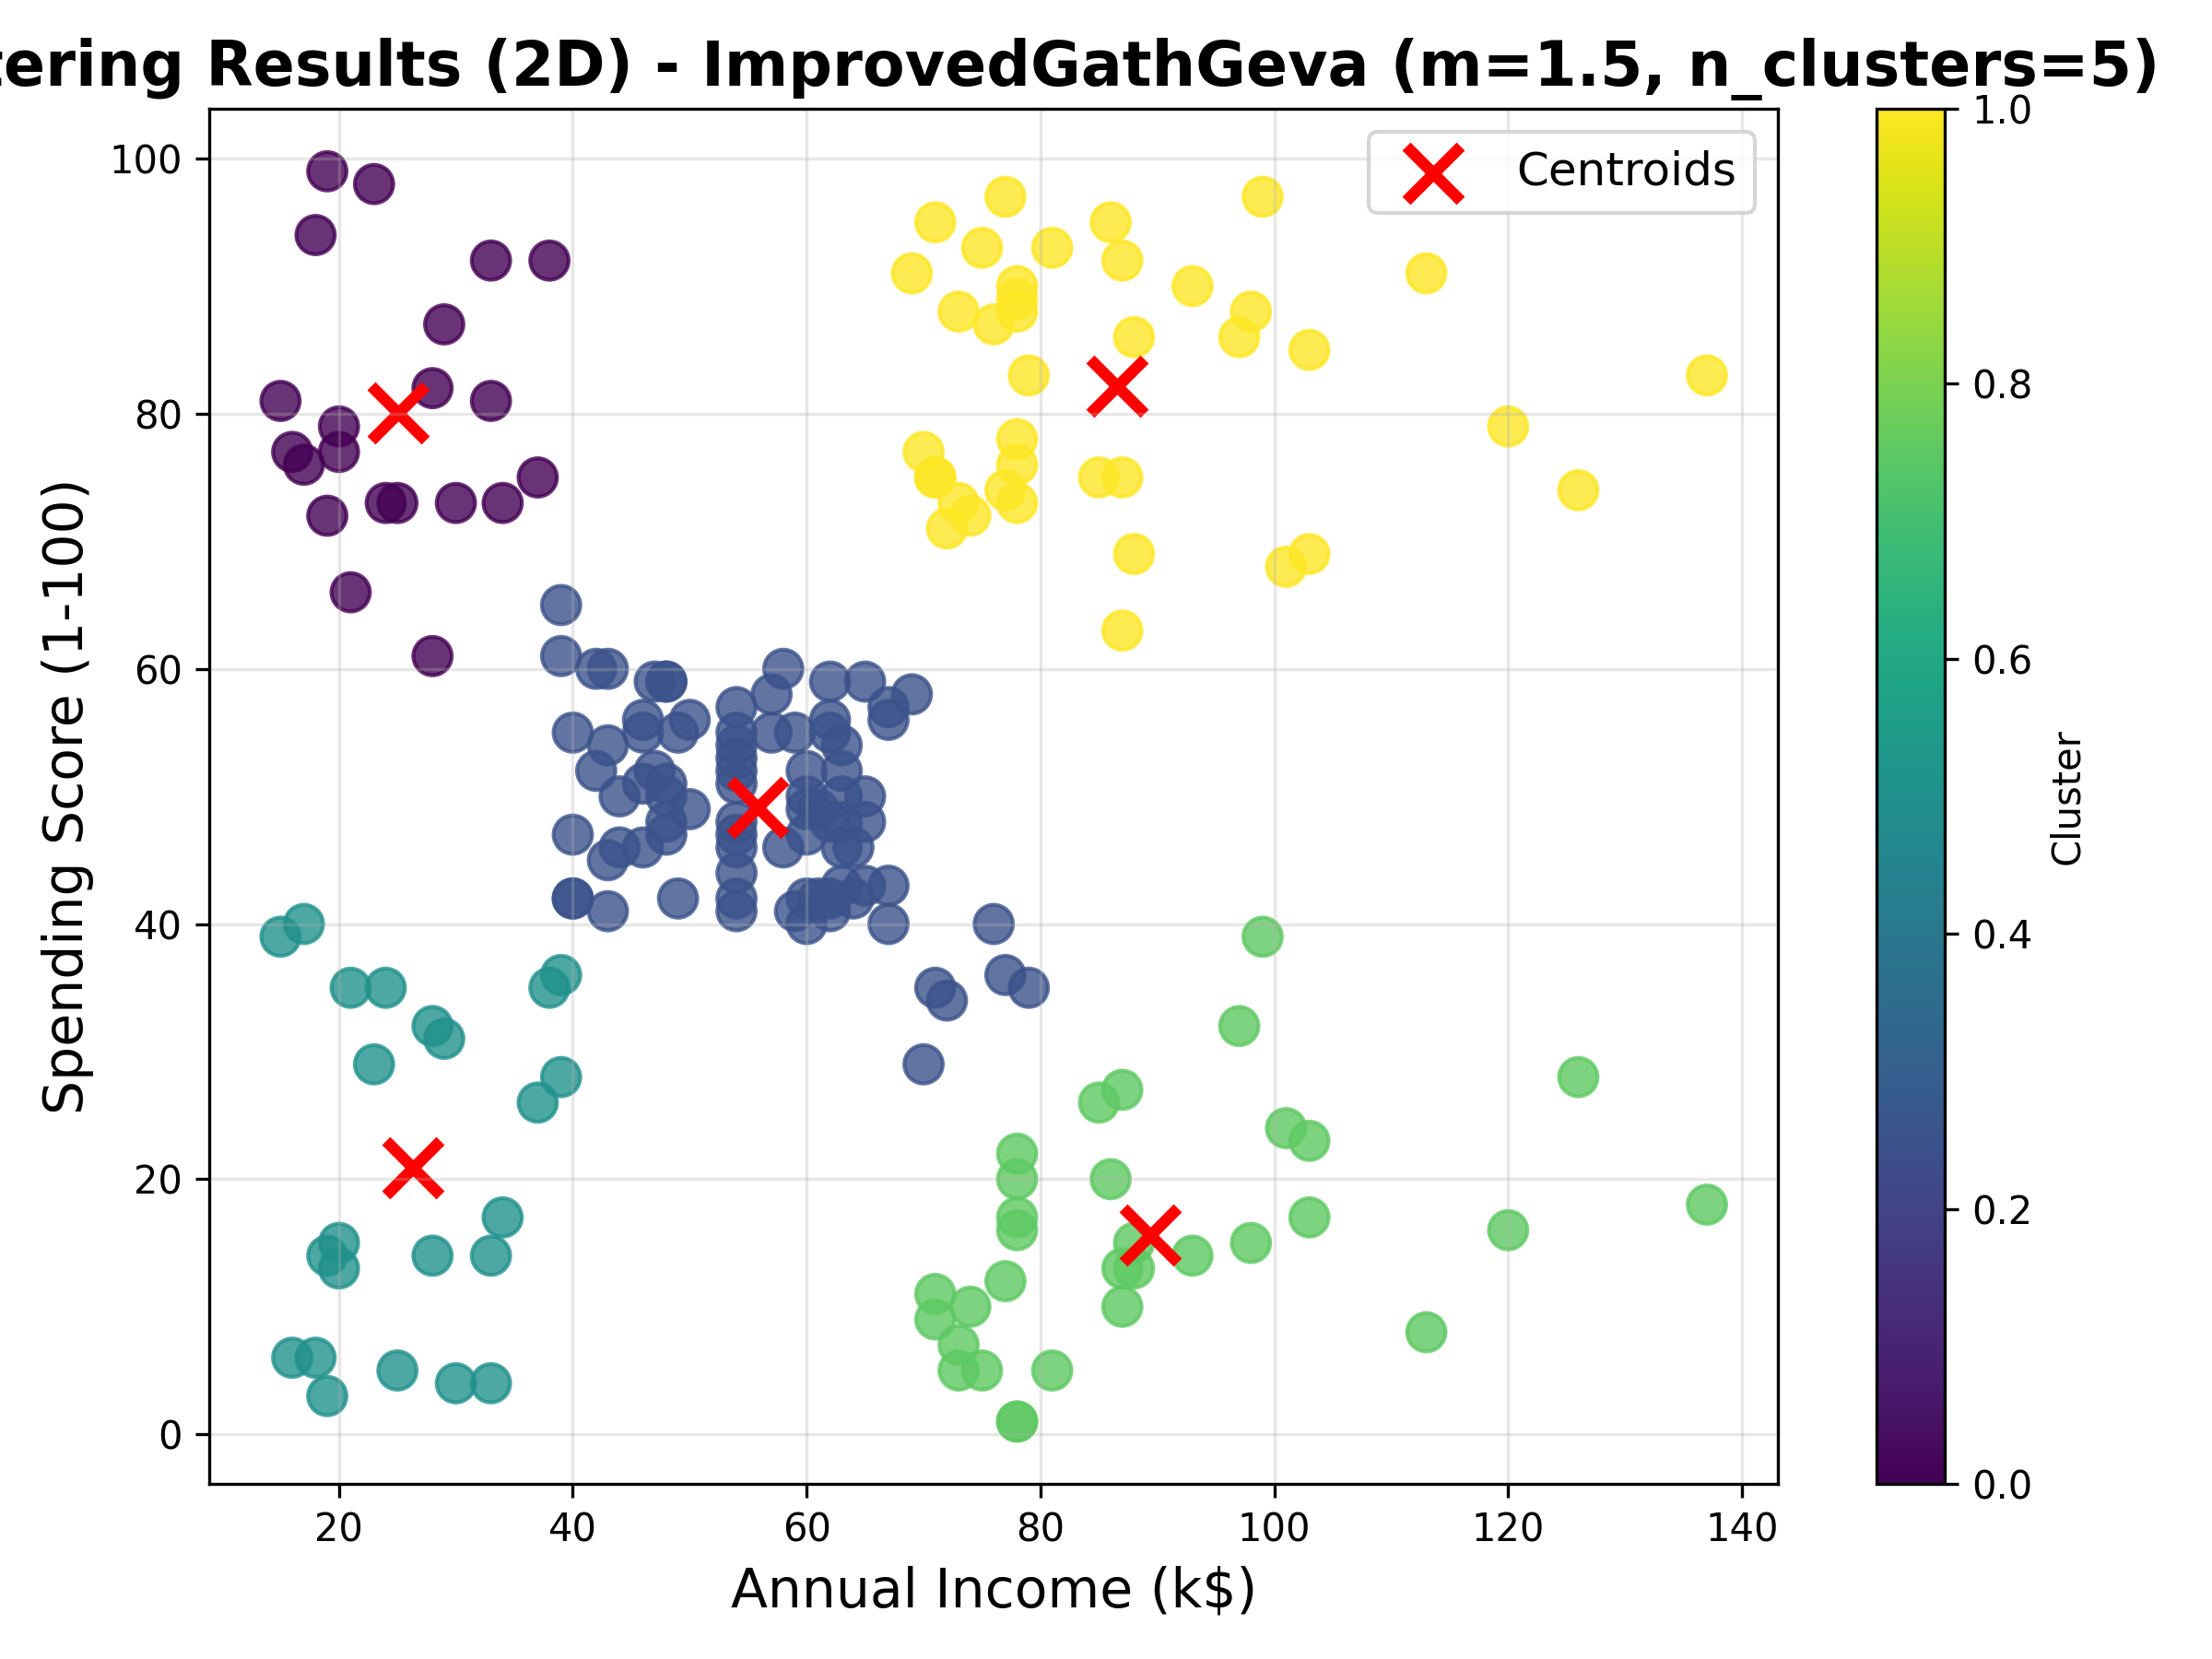 tering Results (2D) - ImprovedGathGeva (m=1.5, n_clusters=5)
Centroids
Spending Score (1-100)
100
80
60
40
20
0
20 40 60 80 100 120 140
Annual Income (k$)
1.0
0.8
0.6
0.4
0.2
0.0
Cluster